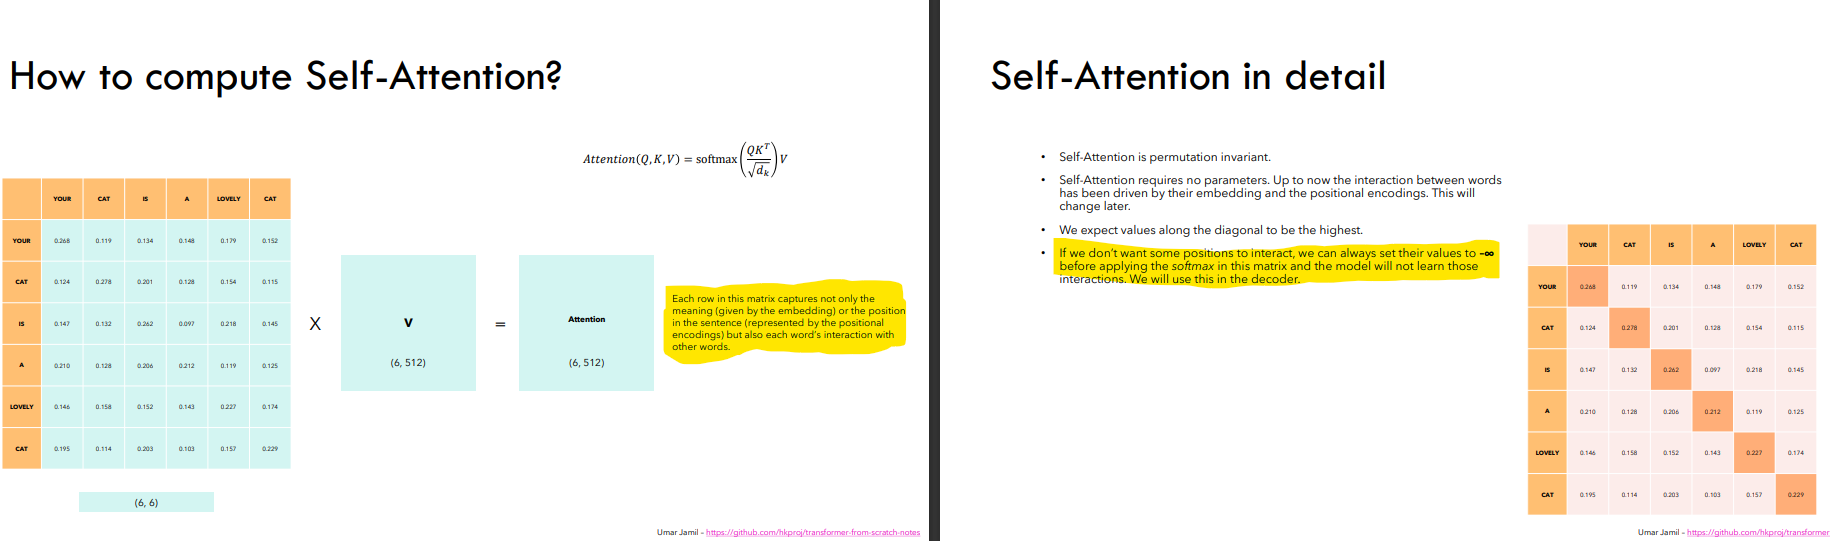 How to compute Self-Attention?
Attention(Q, K, V) = softmax(QK^T / √d_k) V
YOUR CAT IS A LOVELY CAT
YOUR 0.268 0.119 0.134 0.148 0.179 0.152
CAT 0.124 0.278 0.201 0.128 0.154 0.115
IS 0.147 0.132 0.262 0.097 0.218 0.145
A 0.210 0.128 0.206 0.212 0.119 0.125
LOVELY 0.146 0.158 0.152 0.143 0.227 0.174
CAT 0.195 0.114 0.203 0.103 0.157 0.229
(6, 6)
X
V
(6, 512)
=
Attention
(6, 512)
Each row in this matrix captures not only the
meaning (given by the embedding) or the position
in the sentence (represented by the positional
encodings) but also each word's interaction with
other words.
Umar Jamil – https://github.com/hkproj/transformer-from-scratch-notes
Self-Attention in detail
• Self-Attention is permutation invariant.
• Self-Attention requires no parameters. Up to now the interaction between words
has been driven by their embedding and the positional encodings. This will
change later.
• We expect values along the diagonal to be the highest.
• If we don't want some positions to interact, we can always set their values to -∞
before applying the softmax in this matrix and the model will not learn those
interactions. We will use this in the decoder.
YOUR CAT IS A LOVELY CAT
YOUR 0.268 0.119 0.134 0.148 0.179 0.152
CAT 0.124 0.278 0.201 0.128 0.154 0.115
IS 0.147 0.132 0.262 0.097 0.218 0.145
A 0.210 0.128 0.206 0.212 0.119 0.125
LOVELY 0.146 0.158 0.152 0.143 0.227 0.174
CAT 0.195 0.114 0.203 0.103 0.157 0.229
Umar Jamil – https://github.com/hkproj/transformer